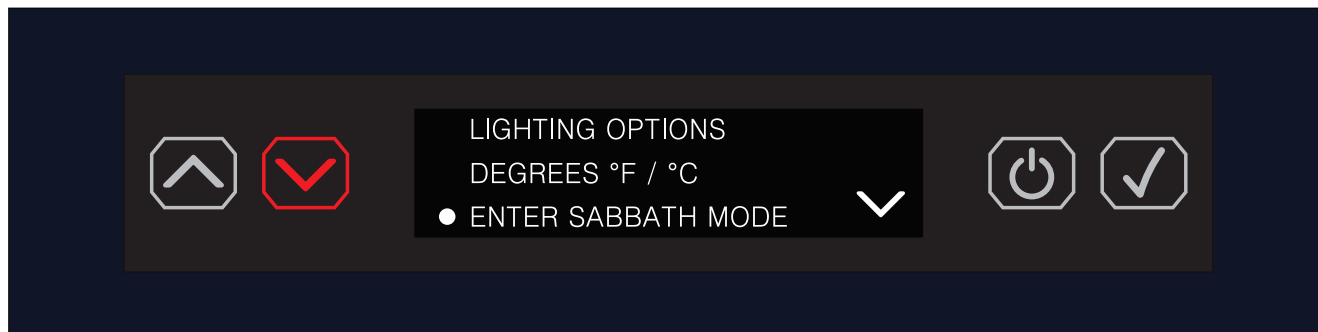 LIGHTING OPTIONS
DEGREES °F / °C
ENTER SABBATH MODE